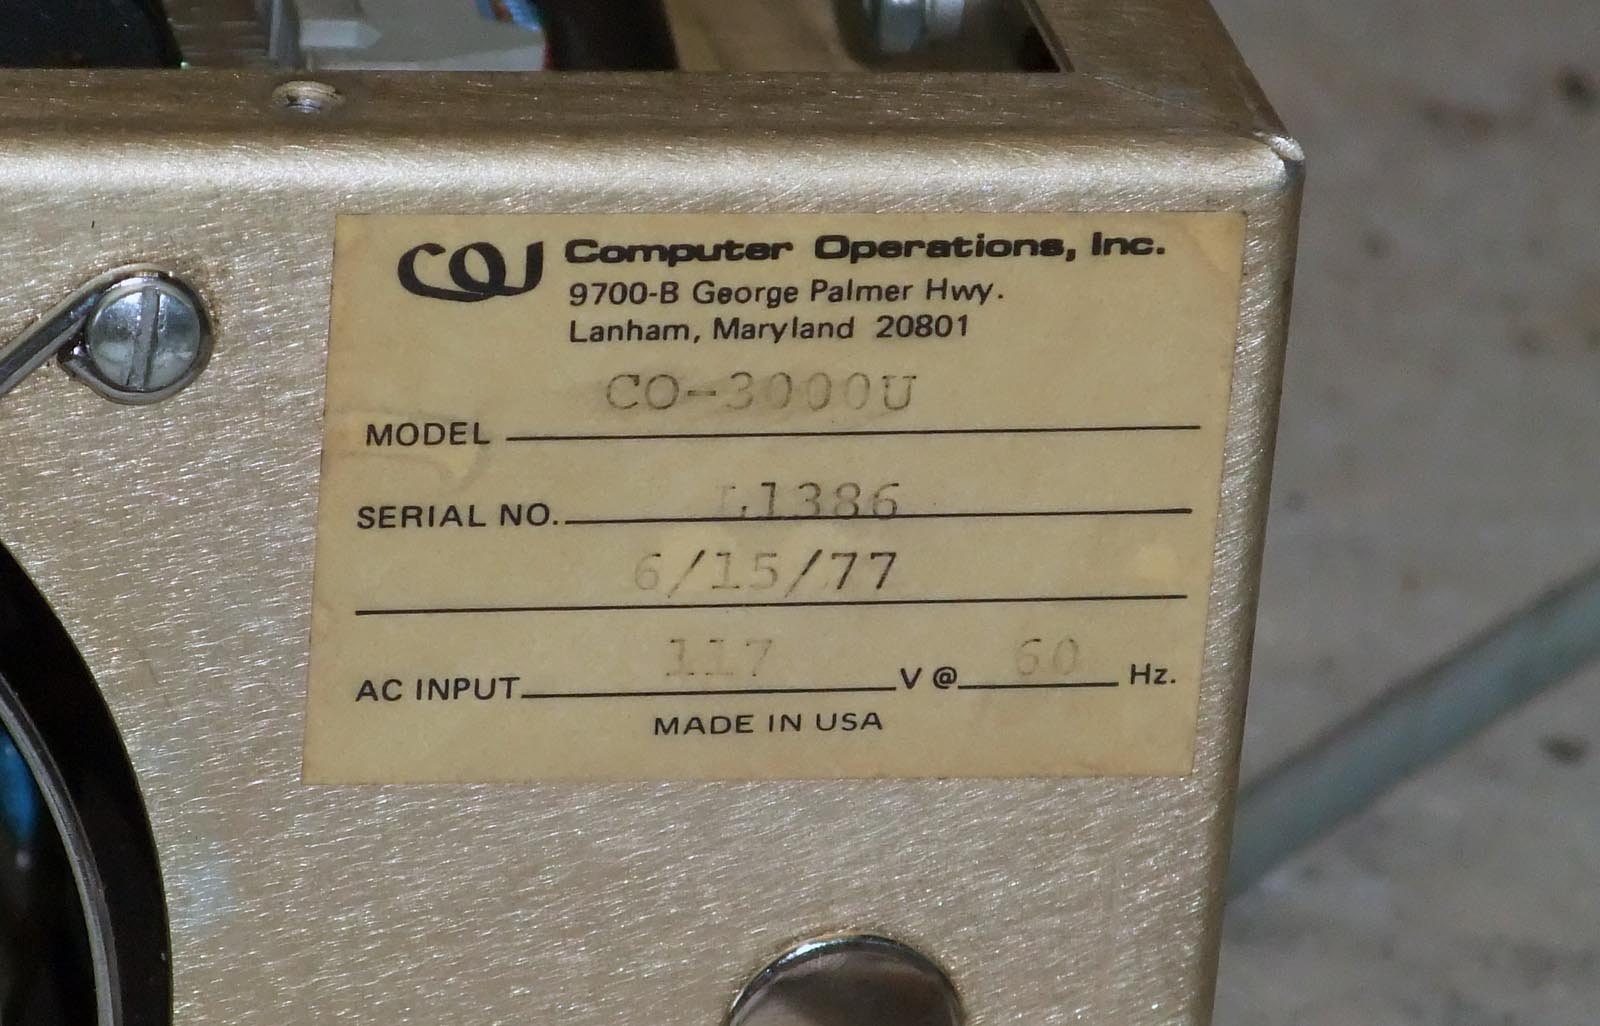 COI Computer Operations, Inc.
9700-B George Palmer Hwy.
Lanham, Maryland 20801
MODEL CO-3000U
SERIAL NO. L1386
6/15/77
AC INPUT 117 V @ 60 Hz.
MADE IN USA